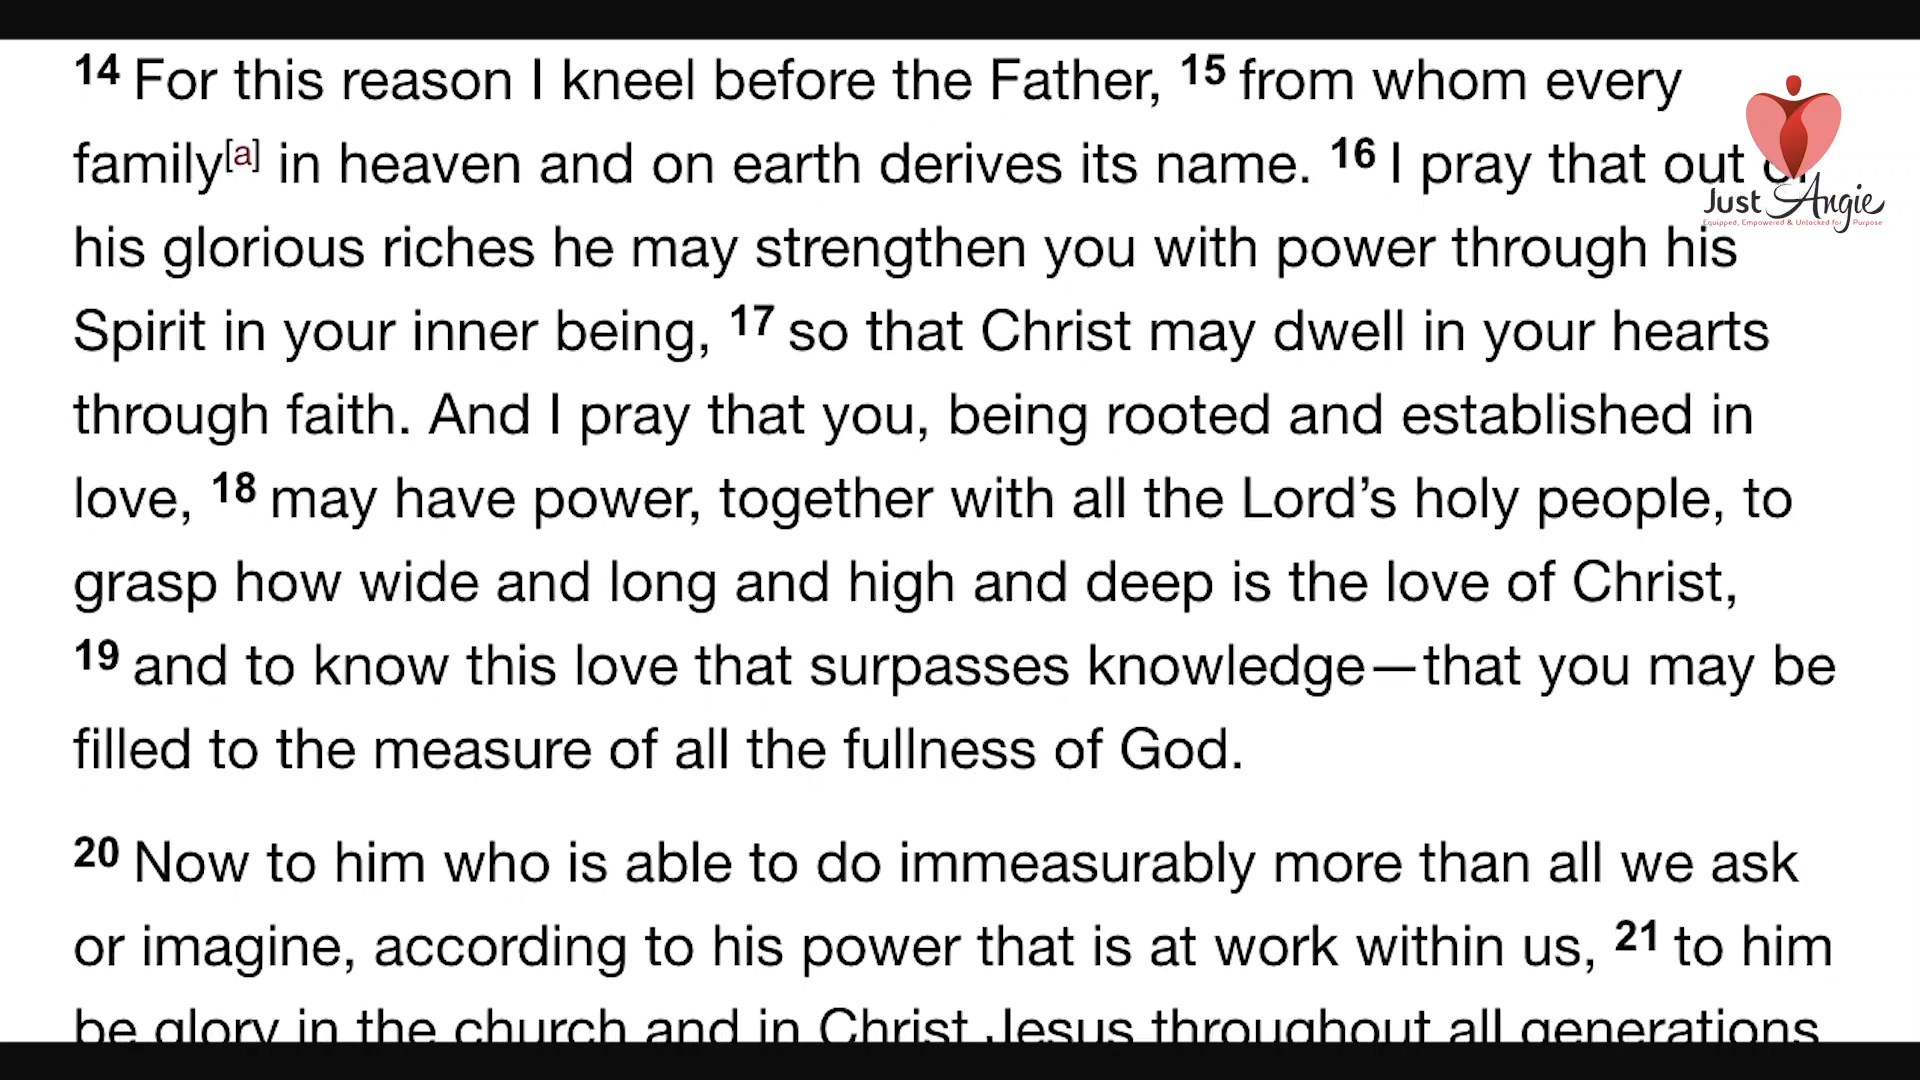 14 For this reason I kneel before the Father, 15 from whom every
family[a] in heaven and on earth derives its name. 16 I pray that out of
his glorious riches he may strengthen you with power through his
Spirit in your inner being, 17 so that Christ may dwell in your hearts
through faith. And I pray that you, being rooted and established in
love, 18 may have power, together with all the Lord’s holy people, to
grasp how wide and long and high and deep is the love of Christ,
19 and to know this love that surpasses knowledge—that you may be
filled to the measure of all the fullness of God.
20 Now to him who is able to do immeasurably more than all we ask
or imagine, according to his power that is at work within us, 21 to him
be glory in the church and in Christ Jesus throughout all generations
Just Angie
Equipped, Empowered & Unlocked for Purpose